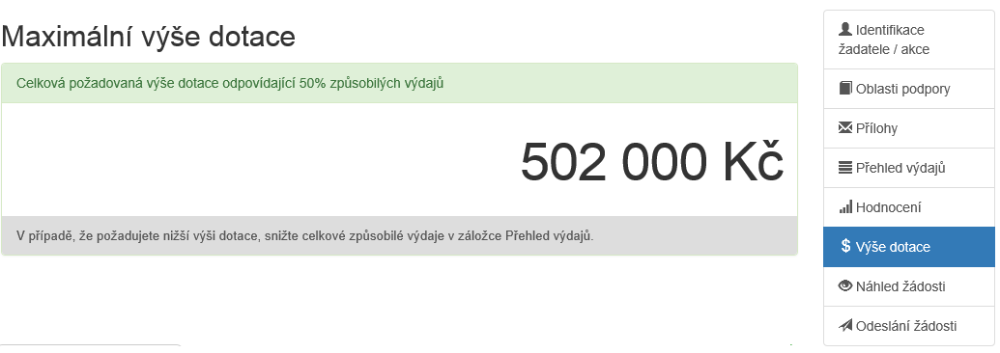 Maximální výše dotace
Celková požadovaná výše dotace odpovídající 50% způsobilých výdajů
502 000 Kč
V případě, že požadujete nižší výši dotace, snižte celkové způsobilé výdaje v záložce Přehled výdajů.
Identifikace
žadatele / akce
Oblasti podpory
Přílohy
Přehled výdajů
Hodnocení
$ Výše dotace
Náhled žádosti
Odeslání žádosti